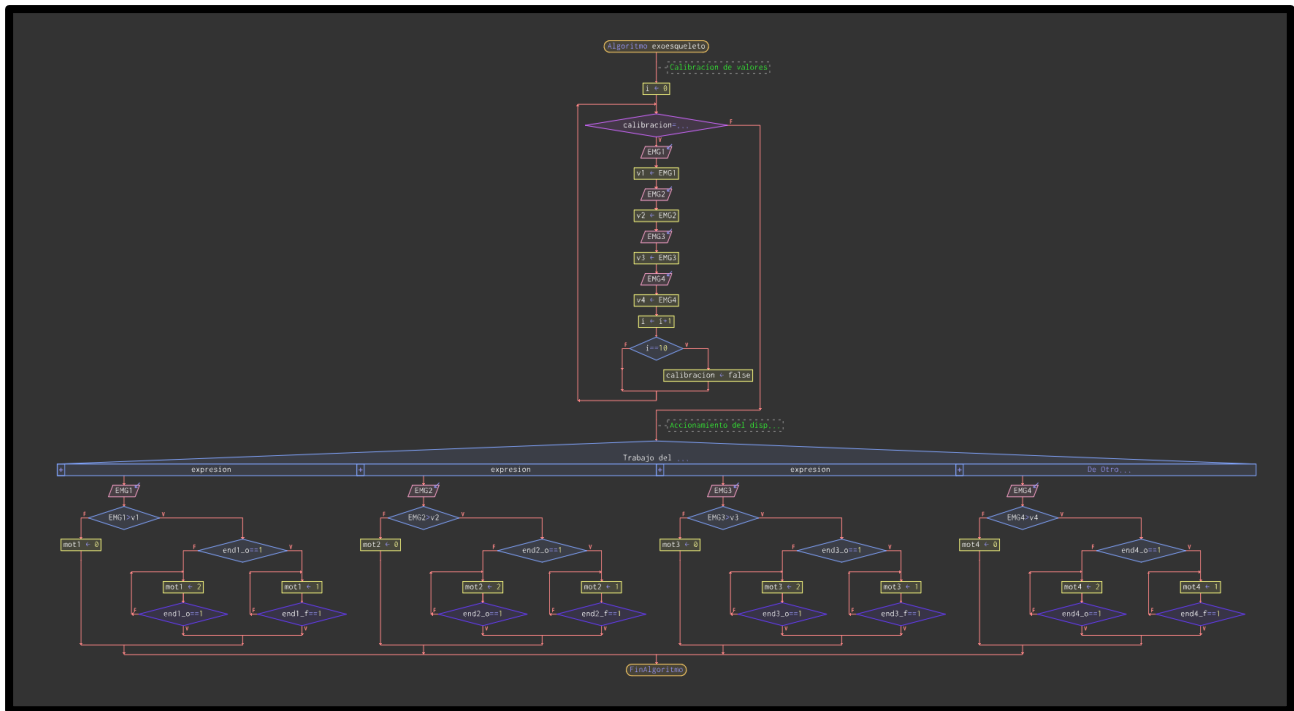 Algoritmo exoesqueleto
Calibracion de valores
i ← 0
calibracion=...
F
V
EMG1
v1 ← EMG1
EMG2
v2 ← EMG2
EMG3
v3 ← EMG3
EMG4
v4 ← EMG4
i ← i+1
F i==10 V
calibracion ← false
Accionamiento del disp...
Trabajo del ...
expresion expresion expresion De Otro...
EMG1 EMG2 EMG3 EMG4
F EMG1>v1 V F EMG2>v2 V F EMG3>v3 V F EMG4>v4 V
mot1 ← 0 F end1_o==1 V mot2 ← 0 F end2_o==1 V mot3 ← 0 F end3_o==1 V mot4 ← 0 F end4_o==1 V
mot1 ← 2 mot1 ← 1 mot2 ← 2 mot2 ← 1 mot3 ← 2 mot3 ← 1 mot4 ← 2 mot4 ← 1
F end1_o==1 F end1_f==1 F end2_o==1 F end2_f==1 F end3_o==1 F end3_f==1 F end4_o==1 F end4_f==1
V V V V V V V V
FinAlgoritmo